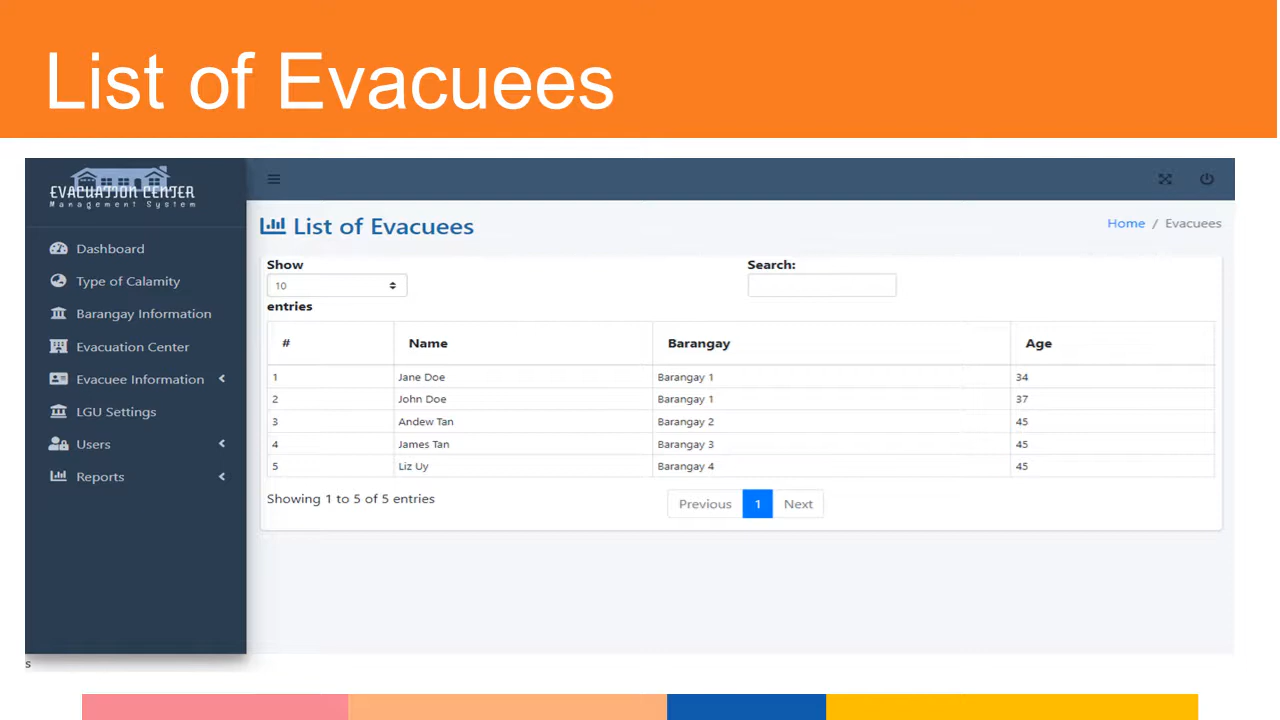 List of Evacuees
EVACUATION CENTER
Management System
Dashboard
Type of Calamity
Barangay Information
Evacuation Center
Evacuee Information
LGU Settings
Users
Reports
List of Evacuees
Home / Evacuees
Show
10
entries
Search:
# Name Barangay Age
1 Jane Doe Barangay 1 34
2 John Doe Barangay 1 37
3 Andew Tan Barangay 2 45
4 James Tan Barangay 3 45
5 Liz Uy Barangay 4 45
Showing 1 to 5 of 5 entries
Previous 1 Next
s